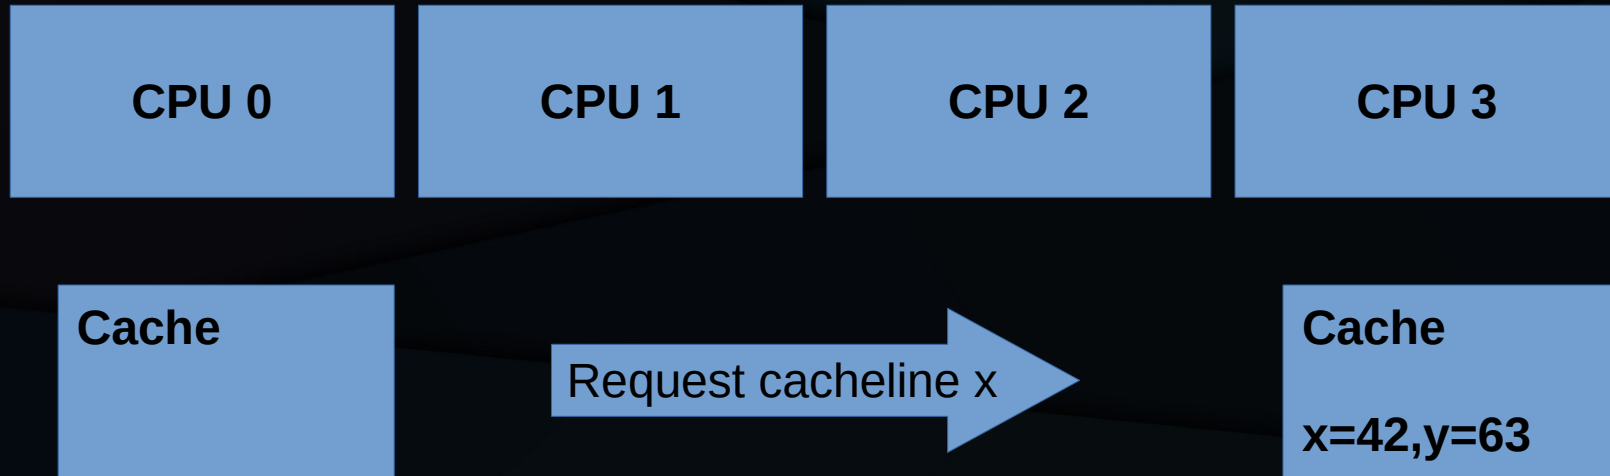 CPU 0
CPU 1
CPU 2
CPU 3
Cache
Request cacheline x
Cache
x=42,y=63